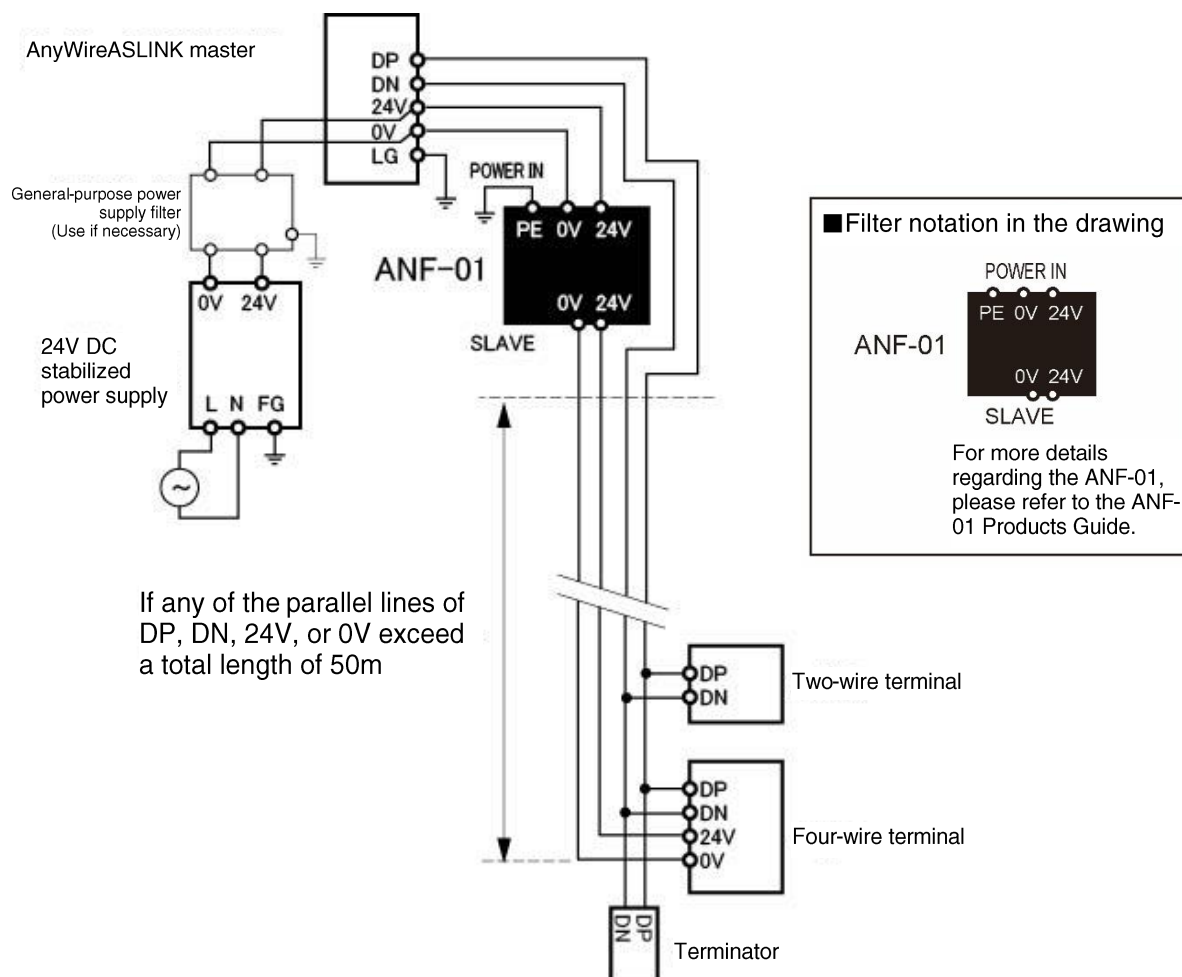 AnyWireASLINK master
DP
DN
24V
0V
LG
General-purpose power
supply filter
(Use if necessary)
POWER IN
PE 0V 24V
ANF-01
0V 24V
SLAVE
0V 24V
24V DC
stabilized
power supply
L N FG
~
■Filter notation in the drawing
POWER IN
PE 0V 24V
ANF-01
0V 24V
SLAVE
For more details
regarding the ANF-01,
please refer to the ANF-
01 Products Guide.
If any of the parallel lines of
DP, DN, 24V, or 0V exceed
a total length of 50m
DP
DN
Two-wire terminal
DP
DN
24V
0V
Four-wire terminal
DN
DP
Terminator